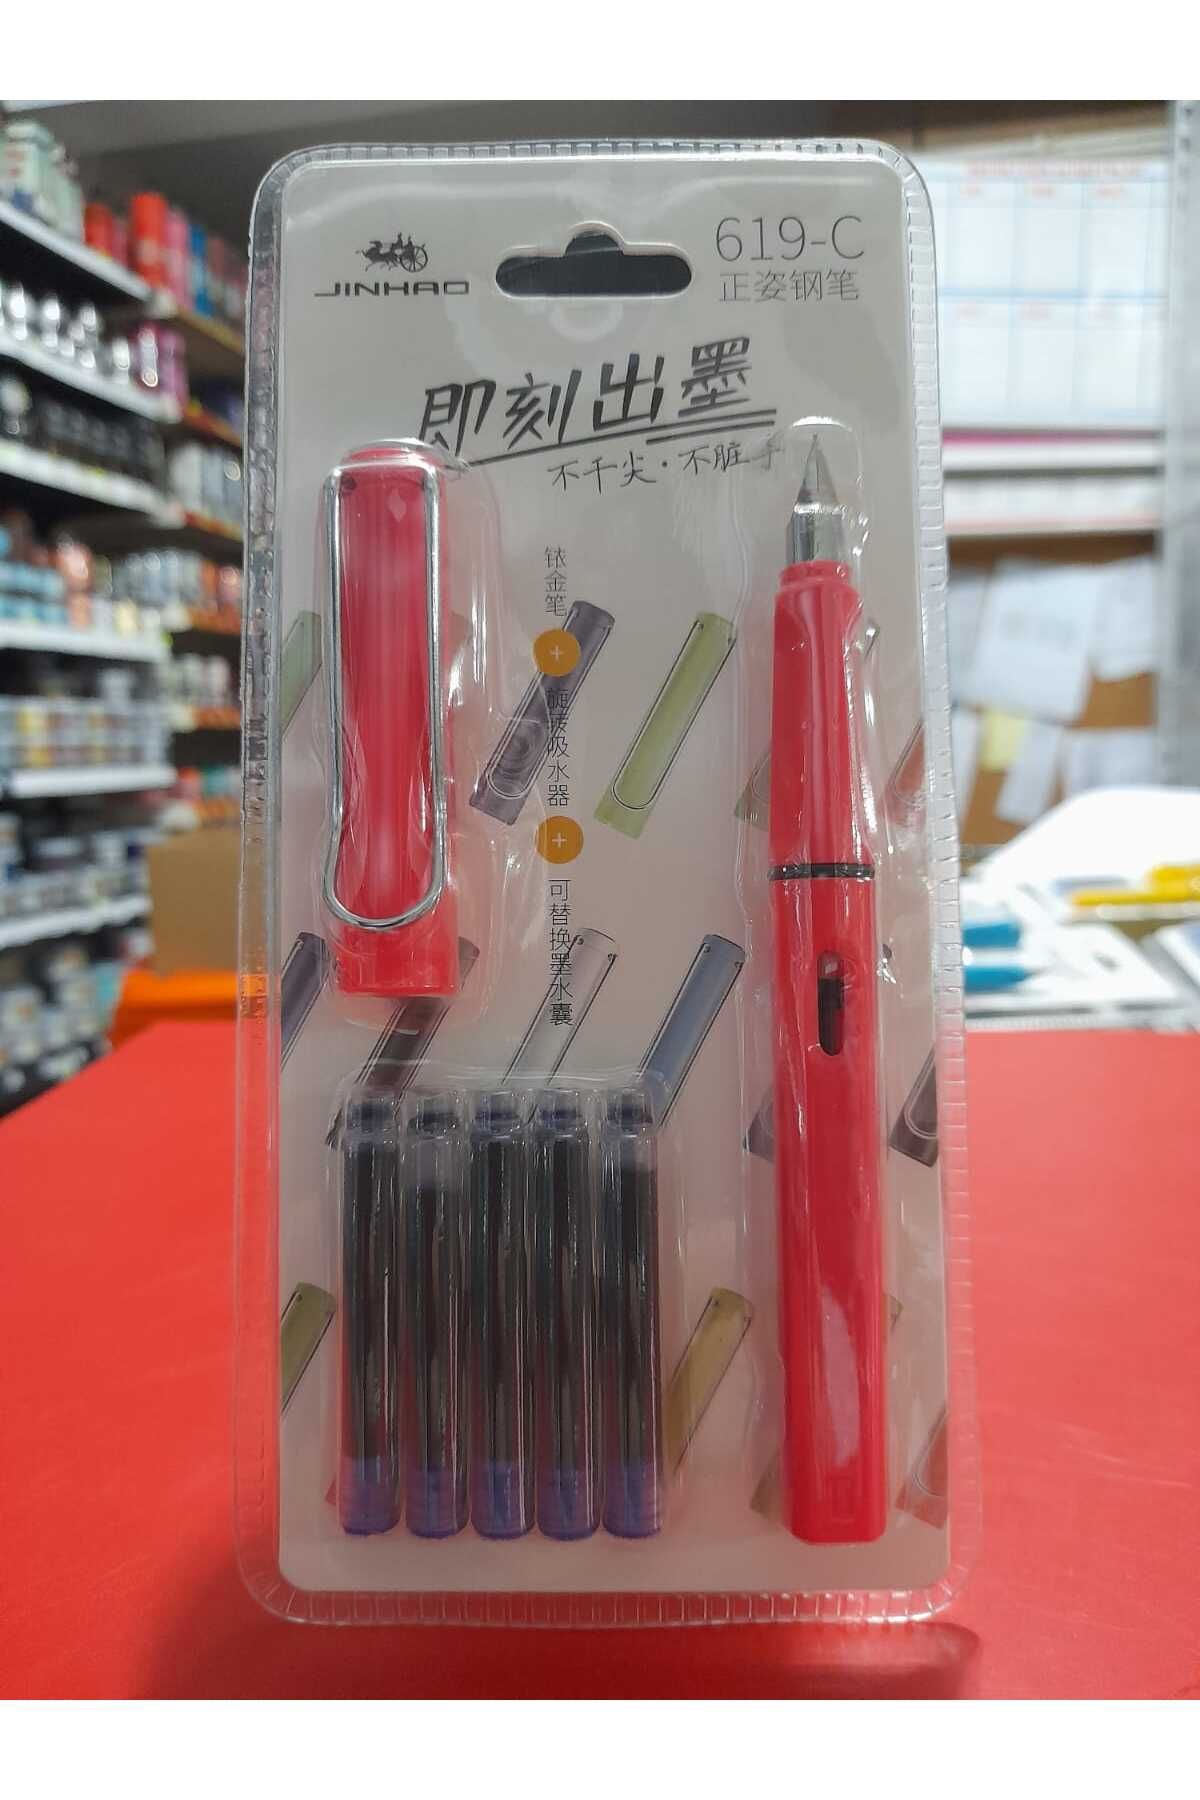 JINHAO
619-C
正姿钢笔
即刻出墨
不干尖·不脏手
铱金笔
+
旋转吸水器
+
可替换墨水囊